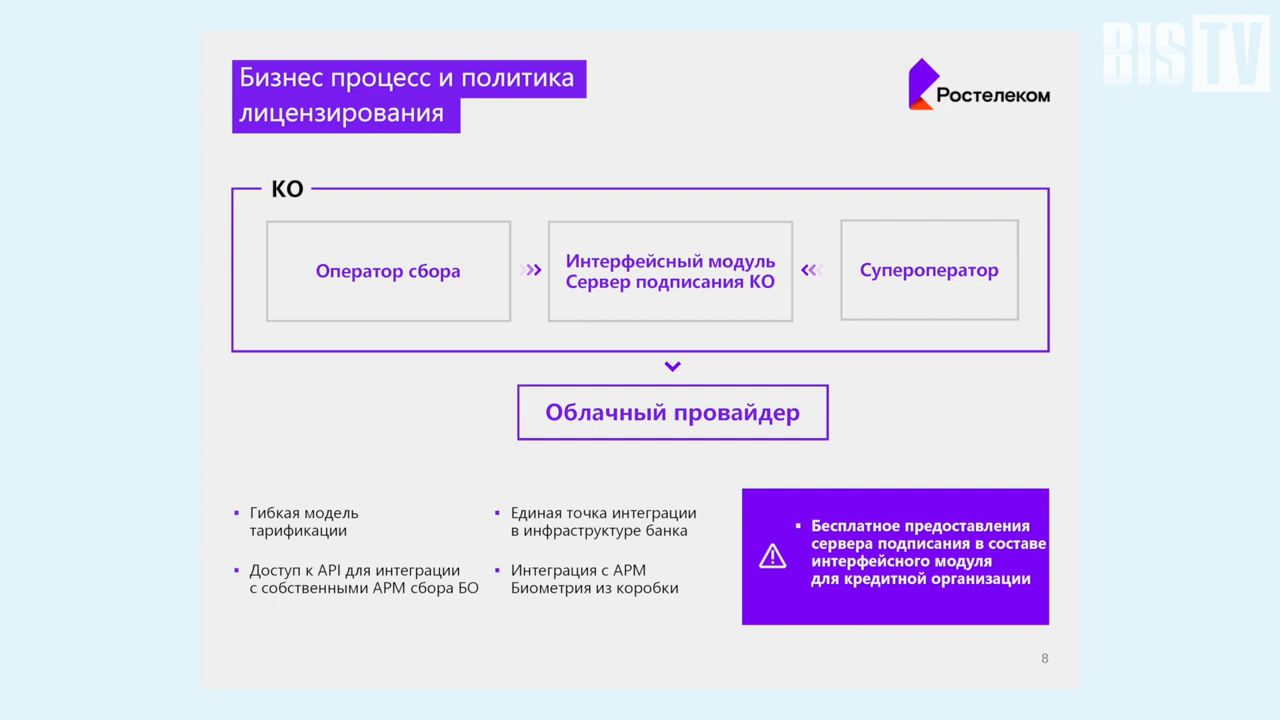 BISTV
Бизнес процесс и политика
лицензирования
Ростелеком
КО
Оператор сбора
Интерфейсный модуль
Сервер подписания КО
Супероператор
Облачный провайдер
▪ Гибкая модель
тарификации
▪ Доступ к API для интеграции
с собственными АРМ сбора БО
▪ Единая точка интеграции
в инфраструктуре банка
▪ Интеграция с АРМ
Биометрия из коробки
▪ Бесплатное предоставления
сервера подписания в составе
интерфейсного модуля
для кредитной организации
8